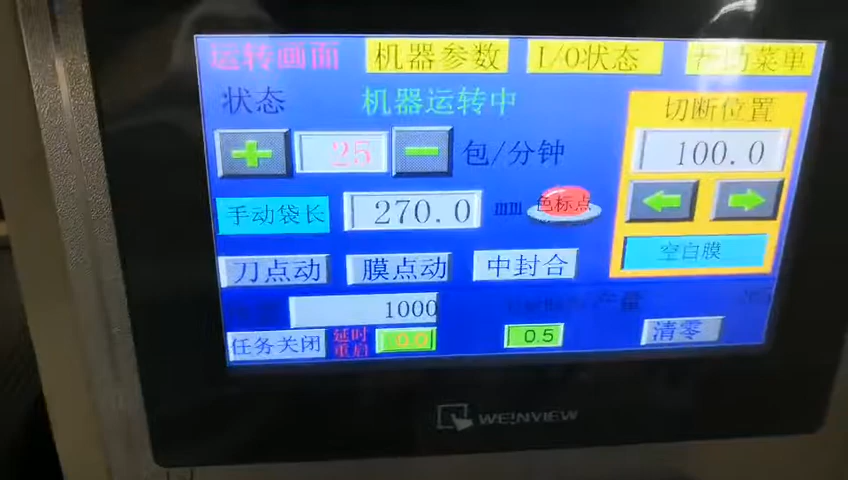 运转画面 机器参数 I/O状态 菜单
状态 机器运转中 切断位置
25 包/分钟 100.0
手动袋长 270.0 mm 色标点
空白膜
刀点动 膜点动 中封合
1000 产量
任务关闭 延时重启 0.0 0.5 清零
WEINVIEW